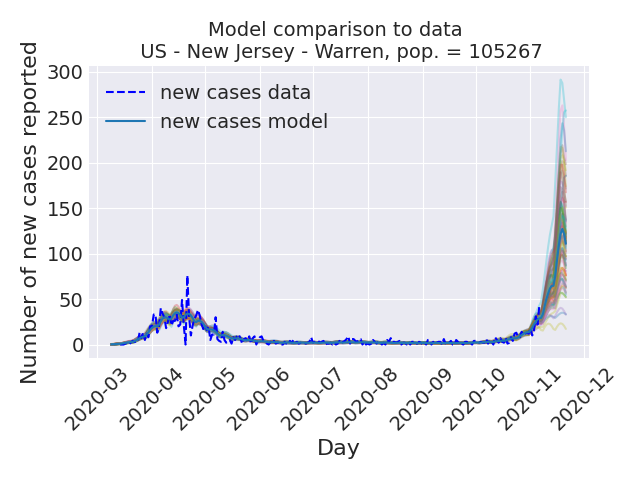 Model comparison to data
US - New Jersey - Warren, pop. = 105267
Number of new cases reported
300
250
200
150
100
50
0
new cases data
new cases model
2020-03
2020-04
2020-05
2020-06
2020-07
2020-08
2020-09
2020-10
2020-11
2020-12
Day